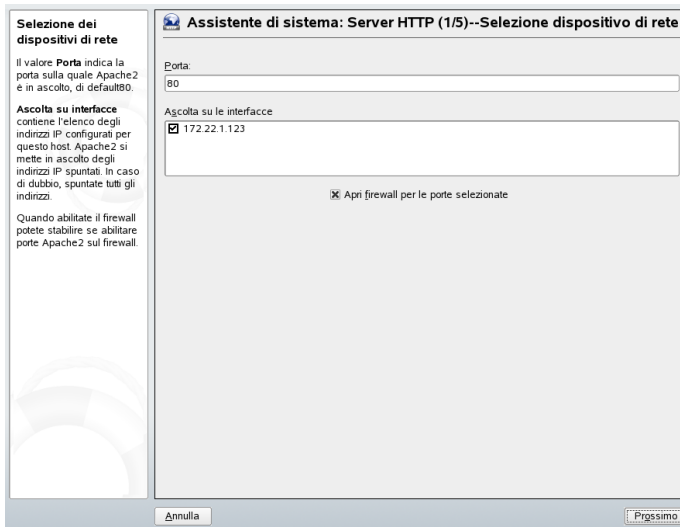 Selezione dei
dispositivi di rete
Il valore Porta indica la
porta sulla quale Apache2
è in ascolto, di default80.
Ascolta su interfacce
contiene l'elenco degli
indirizzi IP configurati per
questo host. Apache2 si
mette in ascolto degli
indirizzi IP spuntati. In caso
di dubbio, spuntate tutti gli
indirizzi.
Quando abilitate il firewall
potete stabilire se abilitare
porte Apache2 sul firewall.
Assistente di sistema: Server HTTP (1/5)--Selezione dispositivo di rete
Porta:
80
Ascolta su le interfacce
172.22.1.123
Apri firewall per le porte selezionate
Annulla
Prossimo